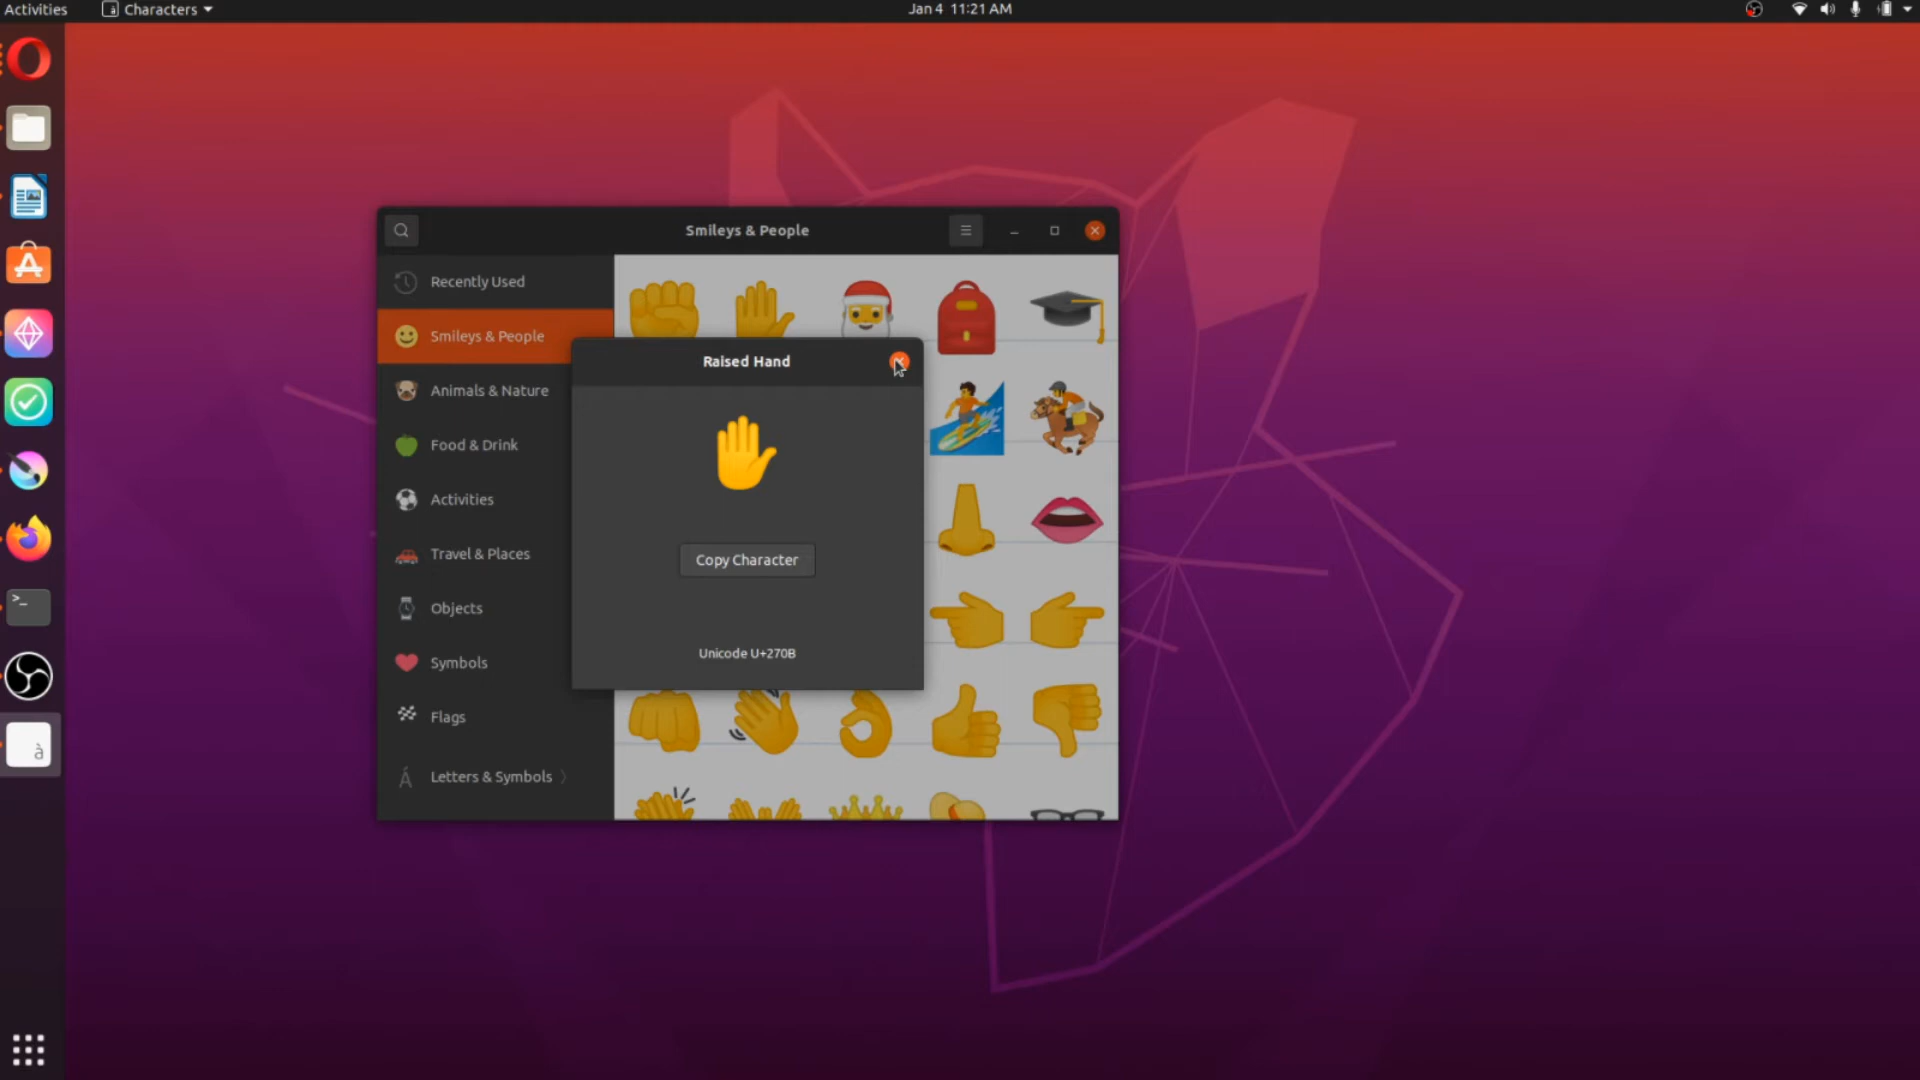 Activities
Characters
Jan 4 11:21 AM
Smileys & People
Recently Used
Smileys & People
Animals & Nature
Food & Drink
Activities
Travel & Places
Objects
Symbols
Flags
Letters & Symbols
Raised Hand
Copy Character
Unicode U+270B